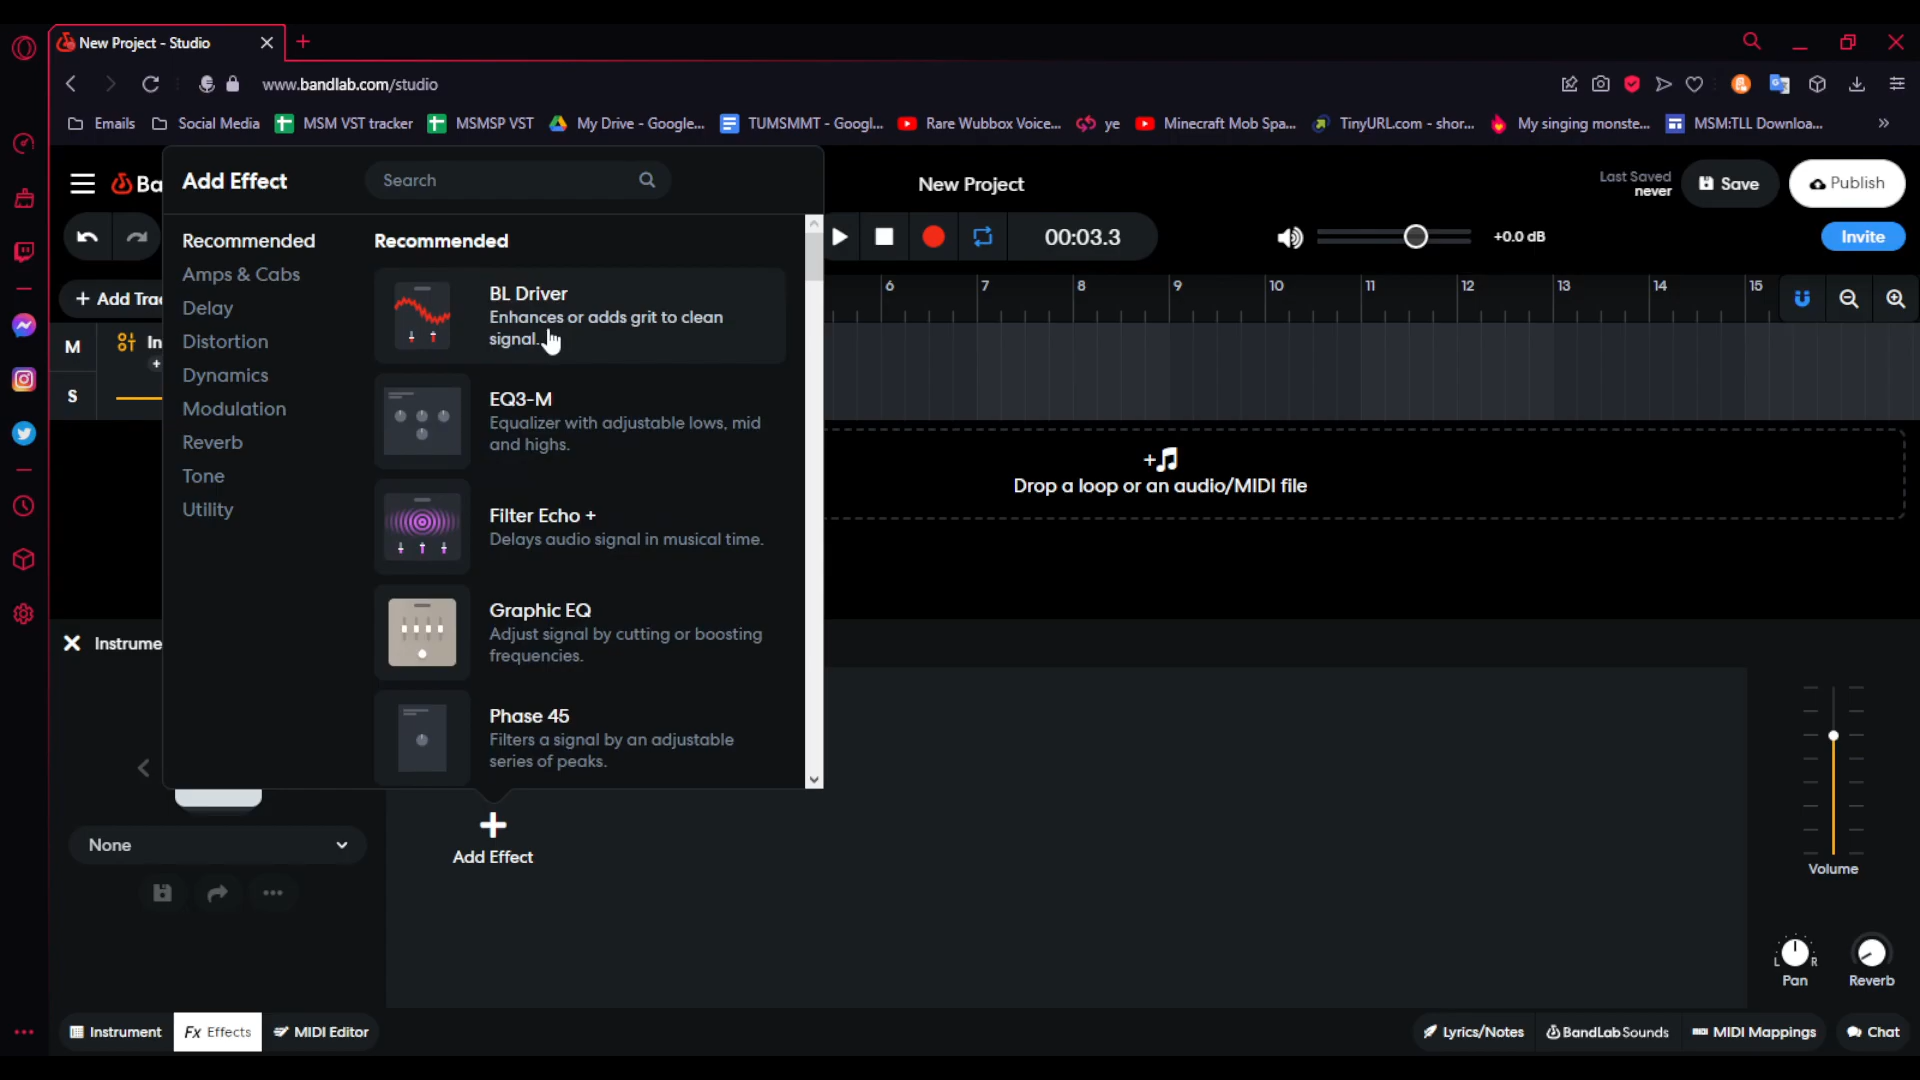 New Project - Studio
www.bandlab.com/studio
Emails
Social Media
MSM VST tracker
MSMSP VST
My Drive - Google...
TUMSMMT - Googl...
Rare Wubbox Voice...
ye
Minecraft Mob Spa...
TinyURL.com - shor...
My singing monste...
MSM:TLL Downloa...
»
Ba
Add Effect
Search
New Project
Last Saved
never
Save
Publish
00:03.3
+0.0 dB
Invite
+ Add Trac
6 7 8 9 10 11 12 13 14 15
M
In
+
S
Recommended
Amps & Cabs
Delay
Distortion
Dynamics
Modulation
Reverb
Tone
Utility
Recommended
BL Driver
Enhances or adds grit to clean
signal.
EQ3-M
Equalizer with adjustable lows, mid
and highs.
Filter Echo +
Delays audio signal in musical time.
Graphic EQ
Adjust signal by cutting or boosting
frequencies.
Phase 45
Filters a signal by an adjustable
series of peaks.
Drop a loop or an audio/MIDI file
Instrume
None
Add Effect
Volume
L R
Pan
Reverb
Instrument
Fx Effects
MIDI Editor
Lyrics/Notes
BandLab Sounds
MIDI Mappings
Chat